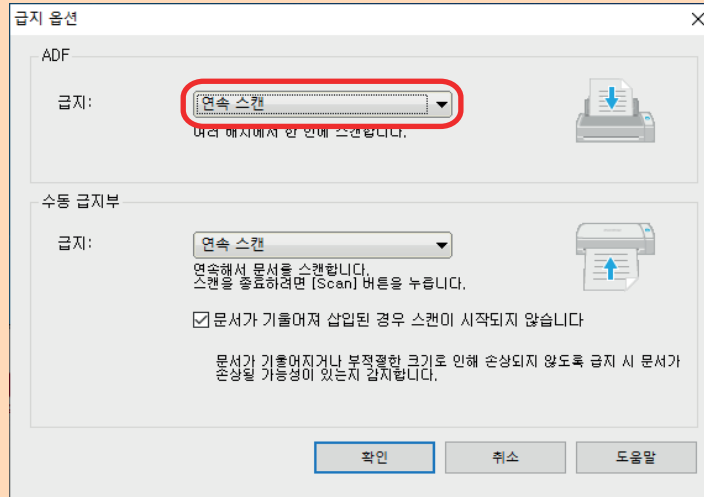 급지 옵션
ADF
급지:
연속 스캔
여러 매치에서 한 번에 스캔합니다.
수동 급지부
급지:
연속 스캔
연속해서 문서를 스캔합니다.
스캔을 종료하려면 [Scan] 버튼을 누릅니다.
문서가 기울어져 삽입된 경우 스캔이 시작되지 않습니다
문서가 기울어지거나 부적절한 크기로 인해 손상되지 않도록 급지 시 문서가
손상될 가능성이 있는지 감지합니다.
확인
취소
도움말